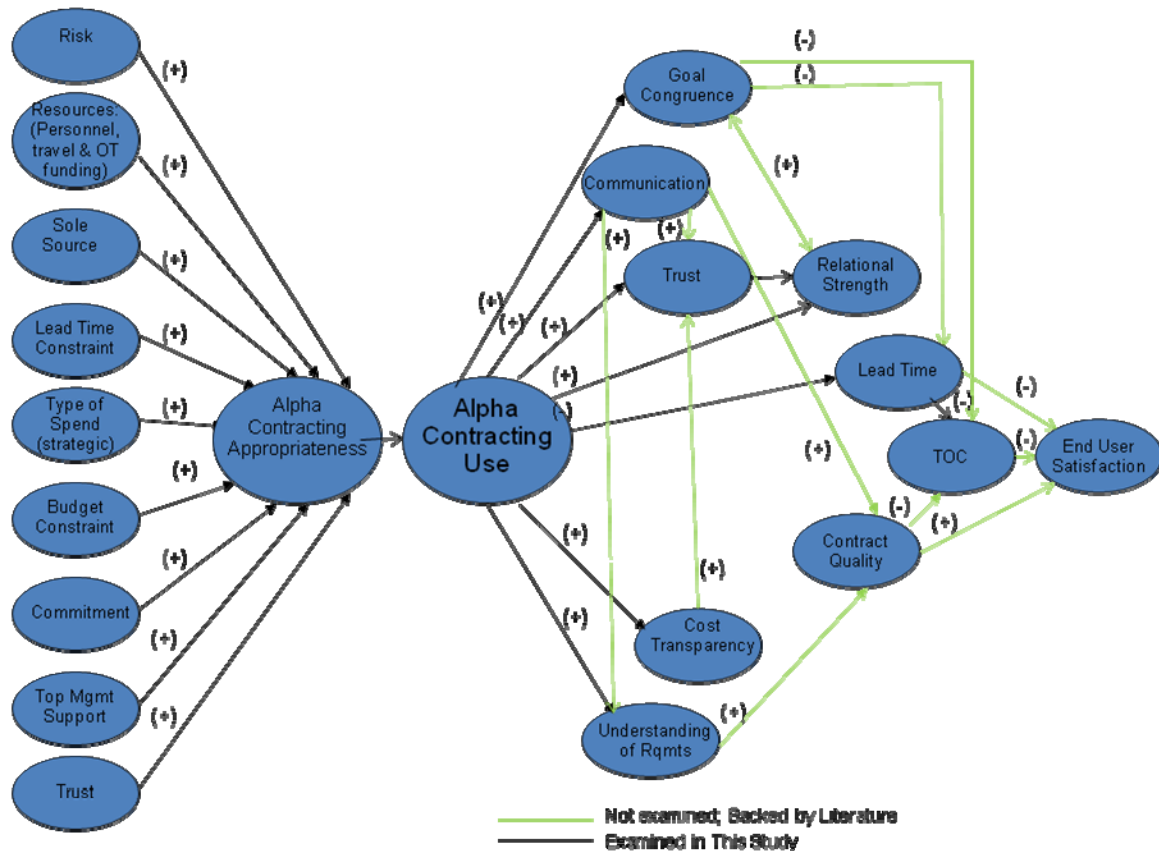 Risk
(+)
Resources:
(Personnel,
travel & OT
funding)
(+)
Sole
Source
(+)
Lead Time
Constraint
(+)
Type of
Spend
(strategic)
(+)
Budget
Constraint
(+)
Commitment
(+)
Top Mgmt
Support
(+)
Trust
(+)
Alpha
Contracting
Appropriateness
Alpha
Contracting
Use
(+)
(+)
(+)
(+)
(-)
(+)
(+)
Goal
Congruence
(-)
(-)
(+)
Communication
(+)
(+)
(+)
Trust
Relational
Strength
Lead Time
(-)
(-)
TOC
(-)
End User
Satisfaction
Contract
Quality
(-)
(+)
Cost
Transparency
(+)
Understanding
of Rqmts
(+)
Not examined; Backed by Literature
Examined in This Study